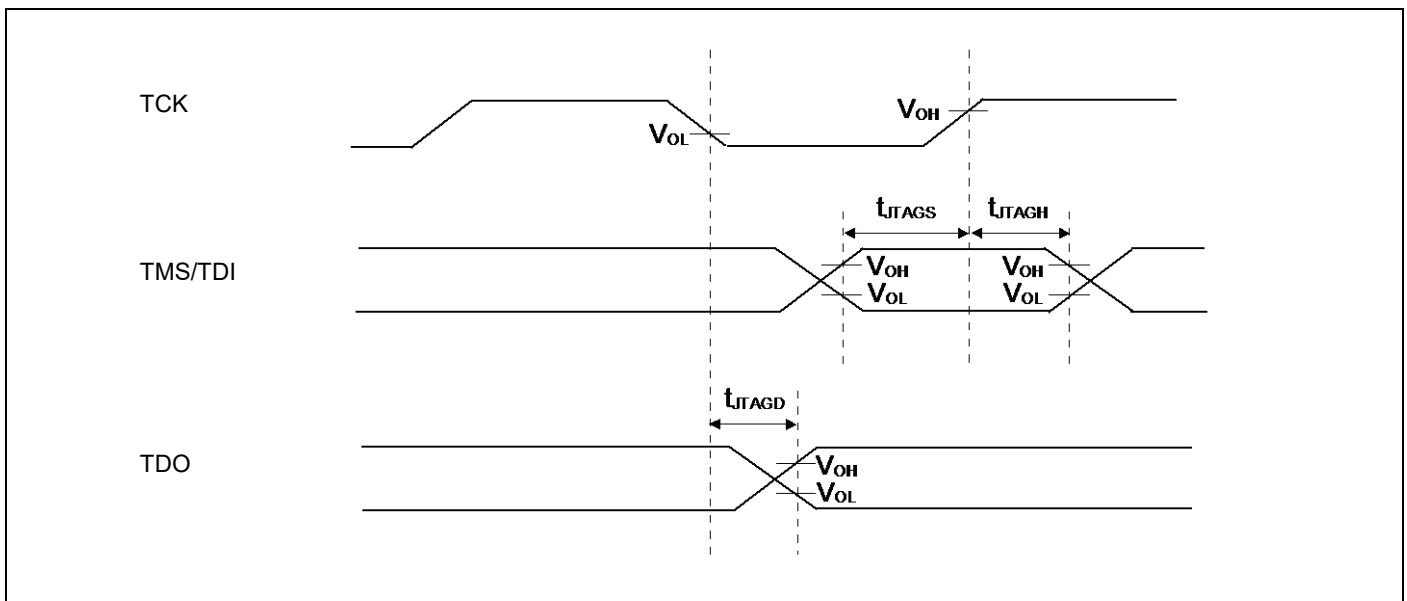 TCK
VOL
VOH
tJTAGS
tJTAGH
TMS/TDI
VOH
VOL
VOH
VOL
tJTAGD
TDO
VOH
VOL